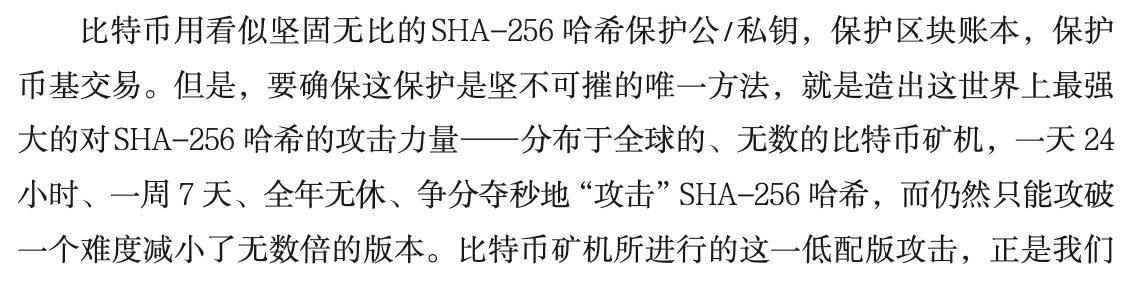 比特币用看似坚固无比的SHA-256 哈希保护公/私钥，保护区块账本，保护
币基交易。但是，要确保这保护是坚不可摧的唯一方法，就是造出这世界上最强
大的对SHA-256 哈希的攻击力量——分布于全球的、无数的比特币矿机，一天 24
小时、一周 7 天、全年无休、争分夺秒地“攻击”SHA-256 哈希，而仍然只能攻破
一个难度减小了无数倍的版本。比特币矿机所进行的这一低配版攻击，正是我们